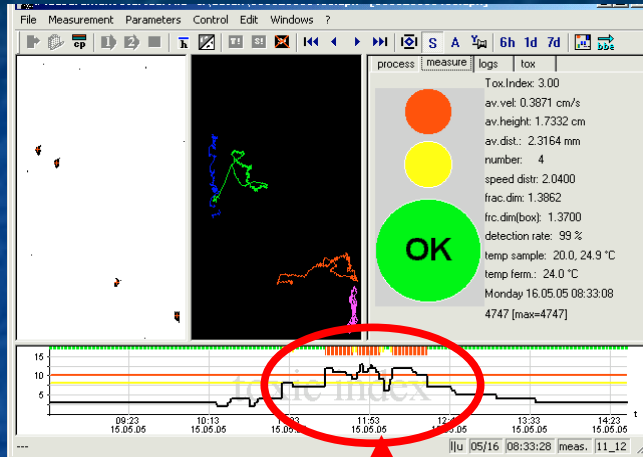 File Measurement Parameters Control Edit Windows ?
cp 1 2 h T! S! S A 6h 1d 7d bbe
process measure logs tox
Tox.Index: 3.00
av.vel: 0.3871 cm/s
av.height: 1.7332 cm
av.dist.: 2.3164 mm
number: 4
speed distr: 2.0400
frac.dim: 1.3862
frc.dim(box): 1.3700
detection rate: 99 %
temp sample: 20.0, 24.9 °C
temp ferm.: 24.0 °C
Monday 16.05.05 08:33:08
4747 [max=4747]
OK
15
10
5
toxic index
09:23 10:13 11:53 13:33 14:23 t
15.05.05 15.05.05 15.05.05 15.05.05 15.05.05
--- 05/16 08:33:28 meas. 11_12